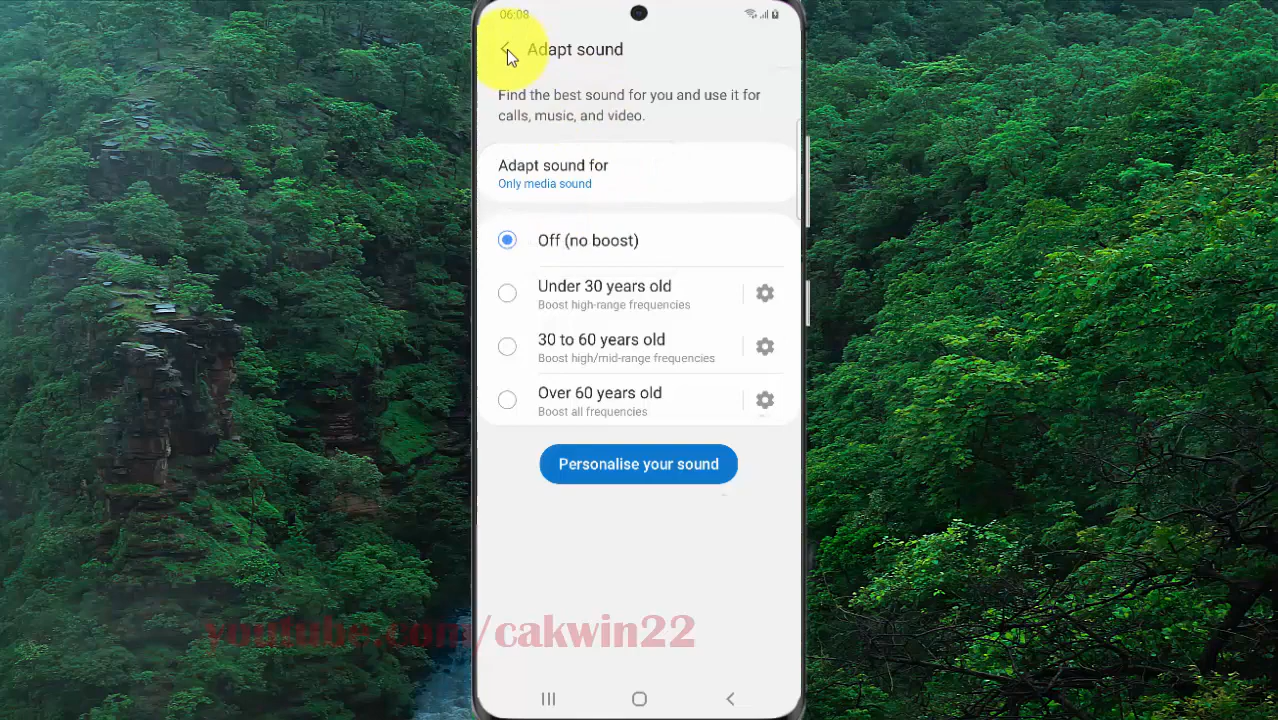 06:08
Adapt sound
Find the best sound for you and use it for
calls, music, and video.
Adapt sound for
Only media sound
Off (no boost)
Under 30 years old
Boost high-range frequencies
30 to 60 years old
Boost high/mid-range frequencies
Over 60 years old
Boost all frequencies
Personalise your sound
youtube.com/cakwin22